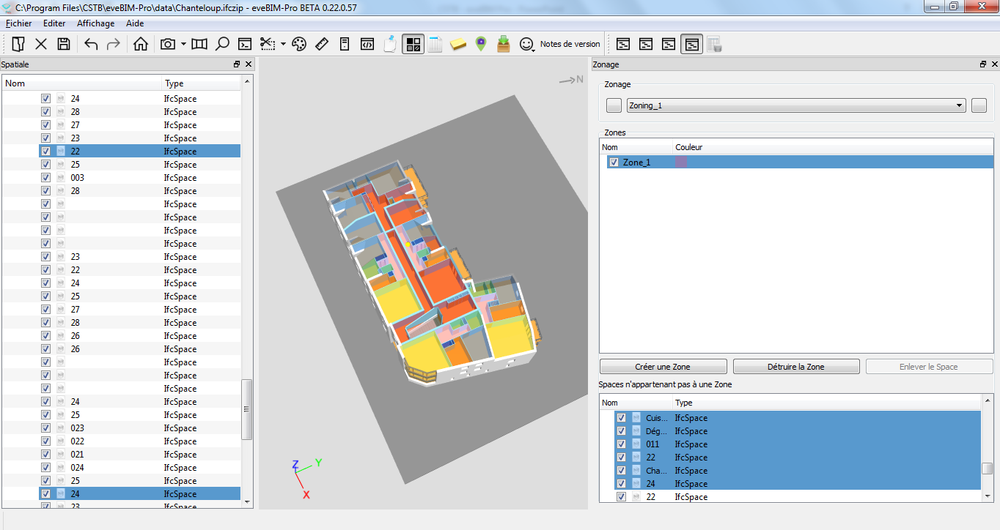 C:\Program Files\CSTB\eveBIM-Pro\data\Chanteloup.ifczip - eveBIM-Pro BETA 0.22.0.57
Fichier Editer Affichage Aide
Notes de version
Spatiale
Nom Type
24 IfcSpace
28 IfcSpace
27 IfcSpace
23 IfcSpace
22 IfcSpace
25 IfcSpace
003 IfcSpace
28 IfcSpace
IfcSpace
IfcSpace
IfcSpace
IfcSpace
23 IfcSpace
22 IfcSpace
24 IfcSpace
25 IfcSpace
27 IfcSpace
28 IfcSpace
26 IfcSpace
26 IfcSpace
IfcSpace
IfcSpace
IfcSpace
24 IfcSpace
25 IfcSpace
023 IfcSpace
022 IfcSpace
021 IfcSpace
024 IfcSpace
25 IfcSpace
24 IfcSpace
23 IfcSpace
N
Z
Y
X
Zonage
Zonage
Zoning_1
Zones
Nom Couleur
Zone_1
Créer une Zone Détruire la Zone Enlever le Space
Spaces n'appartenant pas à une Zone
Nom Type
Cuis... IfcSpace
Dég... IfcSpace
011 IfcSpace
22 IfcSpace
Cha... IfcSpace
24 IfcSpace
22 IfcSpace